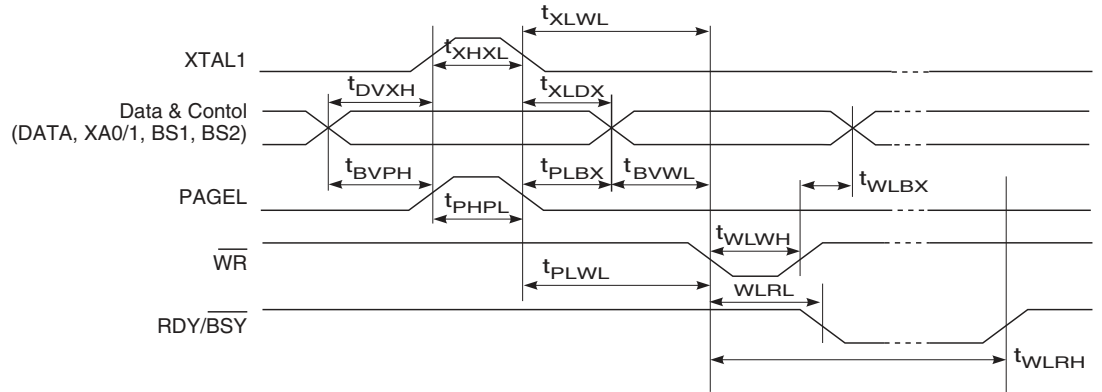 tXLWL
XTAL1
tXHXL
tDVXH
tXLDX
Data & Contol
(DATA, XA0/1, BS1, BS2)
tBVPH
tPLBX
tBVWL
tWLBX
PAGEL
tPHPL
tWLWH
WR
tPLWL
WLRL
RDY/BSY
tWLRH